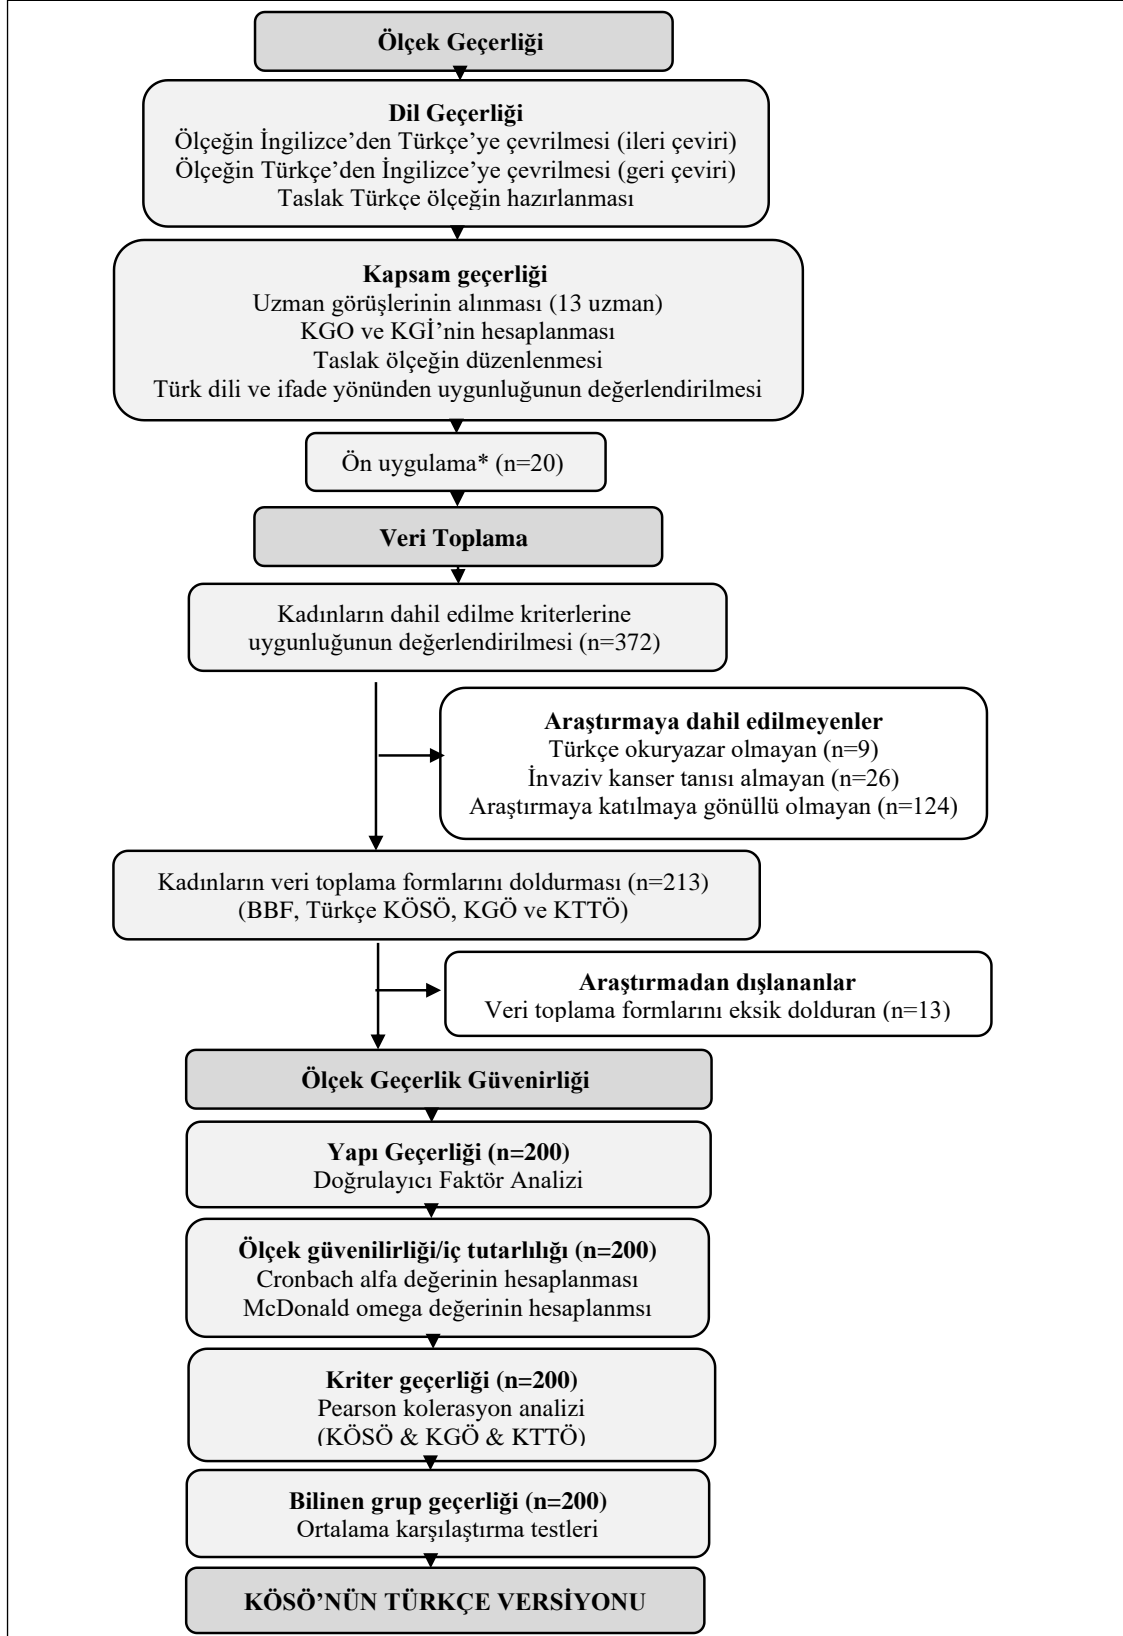 Ölçek Geçerliği
Dil Geçerliği
Ölçeğin İngilizce’den Türkçe’ye çevrilmesi (ileri çeviri)
Ölçeğin Türkçe’den İngilizce’ye çevrilmesi (geri çeviri)
Taslak Türkçe ölçeğin hazırlanması
Kapsam geçerliği
Uzman görüşlerinin alınması (13 uzman)
KGO ve KGİ’nin hesaplanması
Taslak ölçeğin düzenlenmesi
Türk dili ve ifade yönünden uygunluğunun değerlendirilmesi
Ön uygulama* (n=20)
Veri Toplama
Kadınların dahil edilme kriterlerine
uygunluğunun değerlendirilmesi (n=372)
Araştırmaya dahil edilmeyenler
Türkçe okuryazar olmayan (n=9)
İnvaziv kanser tanısı almayan (n=26)
Araştırmaya katılmaya gönüllü olmayan (n=124)
Kadınların veri toplama formlarını doldurması (n=213)
(BBF, Türkçe KÖSÖ, KGÖ ve KTTÖ)
Araştırmadan dışlananlar
Veri toplama formlarını eksik dolduran (n=13)
Ölçek Geçerlik Güvenirliği
Yapı Geçerliği (n=200)
Doğrulayıcı Faktör Analizi
Ölçek güvenilirliği/iç tutarlılığı (n=200)
Cronbach alfa değerinin hesaplanması
McDonald omega değerinin hesaplanmsı
Kriter geçerliği (n=200)
Pearson kolerasyon analizi
(KÖSÖ & KGÖ & KTTÖ)
Bilinen grup geçerliği (n=200)
Ortalama karşılaştırma testleri
KÖSÖ’NÜN TÜRKÇE VERSİYONU